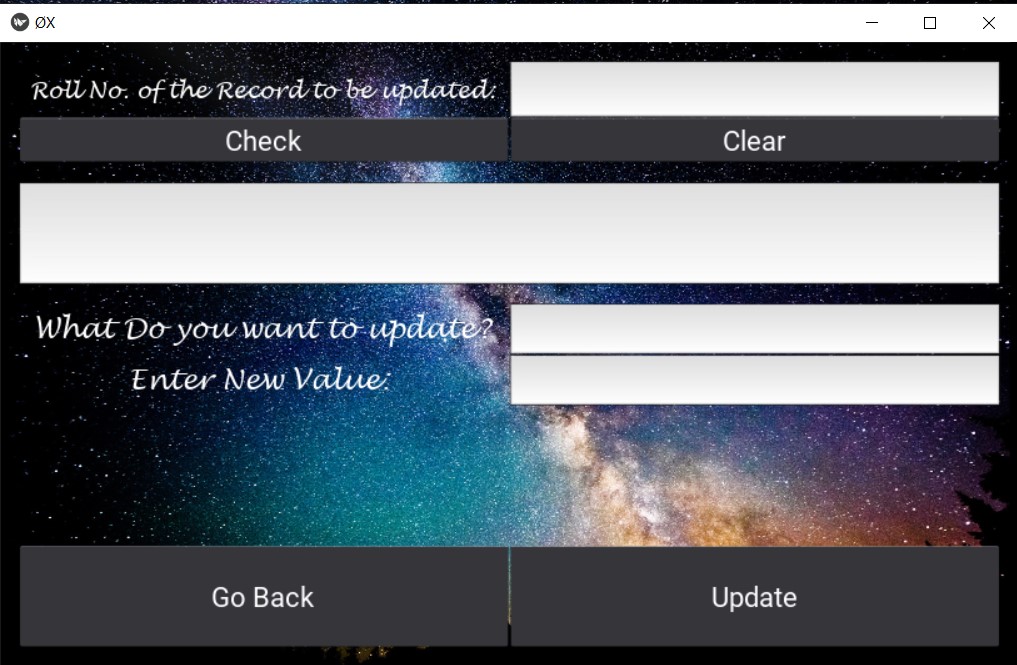 ØX
Roll No. of the Record to be updated:
Check Clear
What Do you want to update?
Enter New Value:
Go Back Update